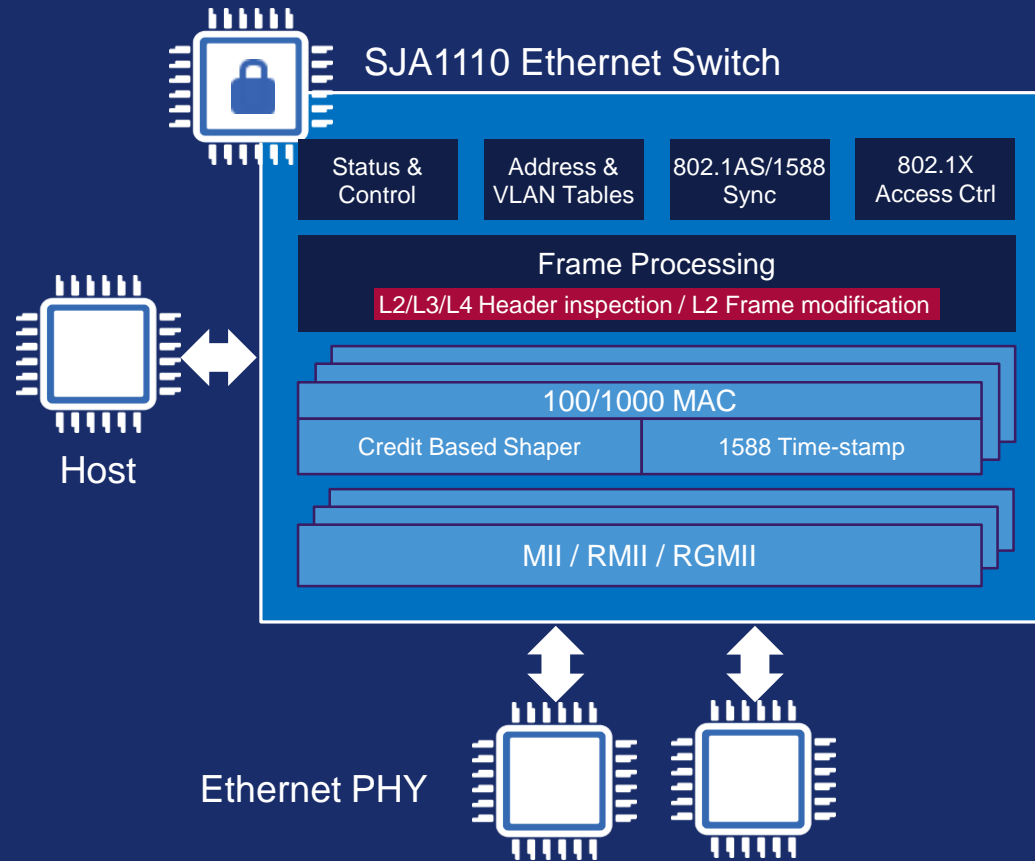 SJA1110 Ethernet Switch
Status &
Control
Address &
VLAN Tables
802.1AS/1588
Sync
802.1X
Access Ctrl
Frame Processing
L2/L3/L4 Header inspection / L2 Frame modification
100/1000 MAC
Credit Based Shaper
1588 Time-stamp
Host
MII / RMII / RGMII
Ethernet PHY